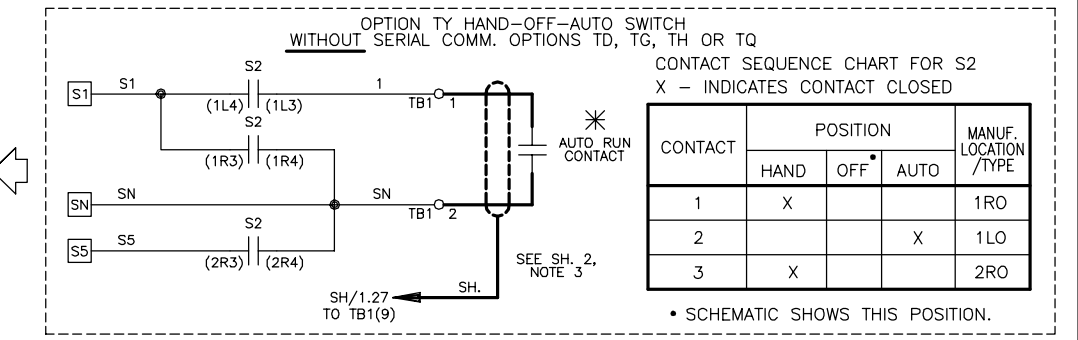 OPTION TY HAND-OFF-AUTO SWITCH
WITHOUT SERIAL COMM. OPTIONS TD, TG, TH OR TQ
S1
S1
S2
(1L4) (1L3)
1
TB1 1
S2
(1R3) (1R4)
AUTO RUN
CONTACT
SN
SN
SN
TB1 2
S5
S5
S2
(2R3) (2R4)
SEE SH. 2,
NOTE 3
SH.
SH/1.27
TO TB1(9)
CONTACT SEQUENCE CHART FOR S2
X - INDICATES CONTACT CLOSED
CONTACT POSITION MANUF. LOCATION /TYPE
HAND OFF• AUTO
1 X 1RO
2 X 1LO
3 X 2RO
• SCHEMATIC SHOWS THIS POSITION.